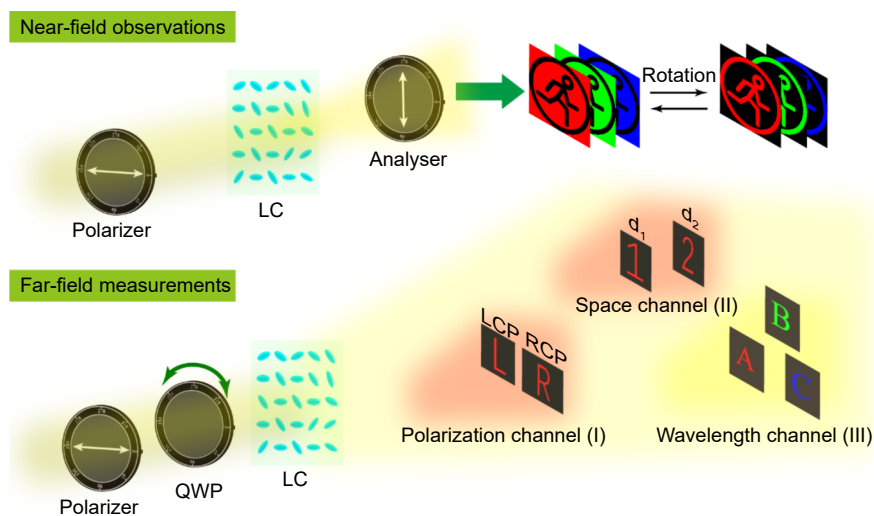 Near-field observations
Rotation
Analyser
LC
Polarizer
d1
d2
1
2
Space channel (II)
Far-field measurements
LCP
RCP
L
R
B
A
C
Polarization channel (I)
Wavelength channel (III)
LC
QWP
Polarizer